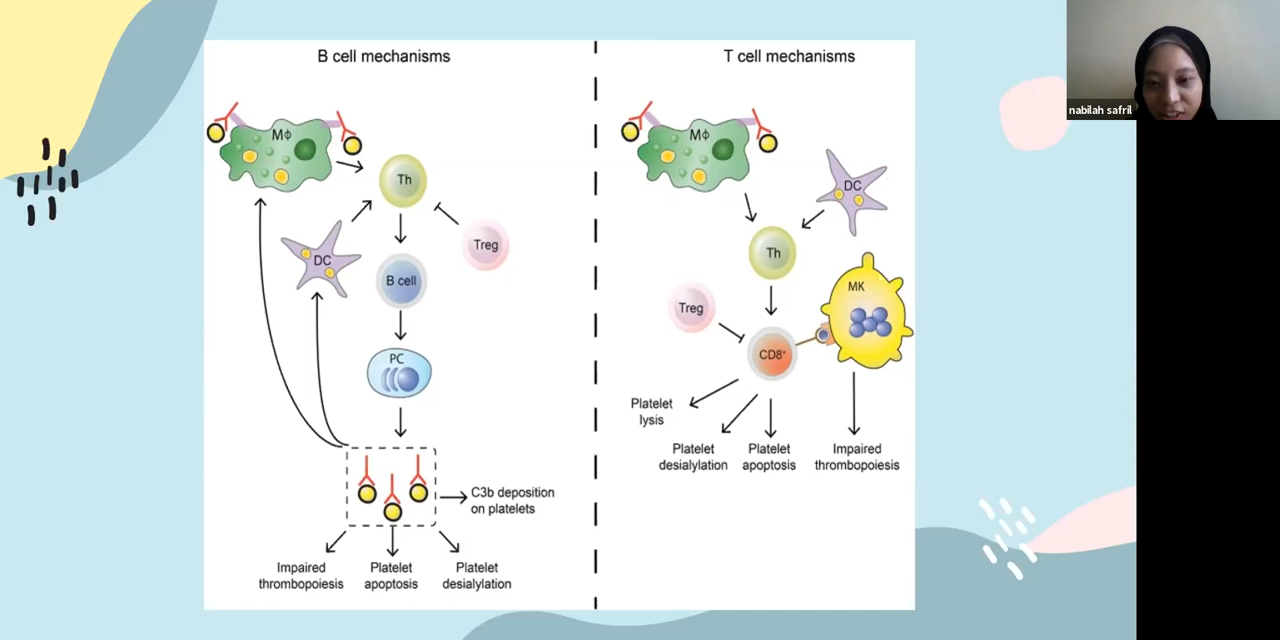 B cell mechanisms
MΦ
Th
DC
Treg
B cell
PC
C3b deposition
on platelets
Impaired
thrombopoiesis
Platelet
apoptosis
Platelet
desialylation
T cell mechanisms
MΦ
DC
Th
MK
Treg
CD8⁺
Platelet
lysis
Platelet
desialylation
Platelet
apoptosis
Impaired
thrombopoiesis
nabilah safril